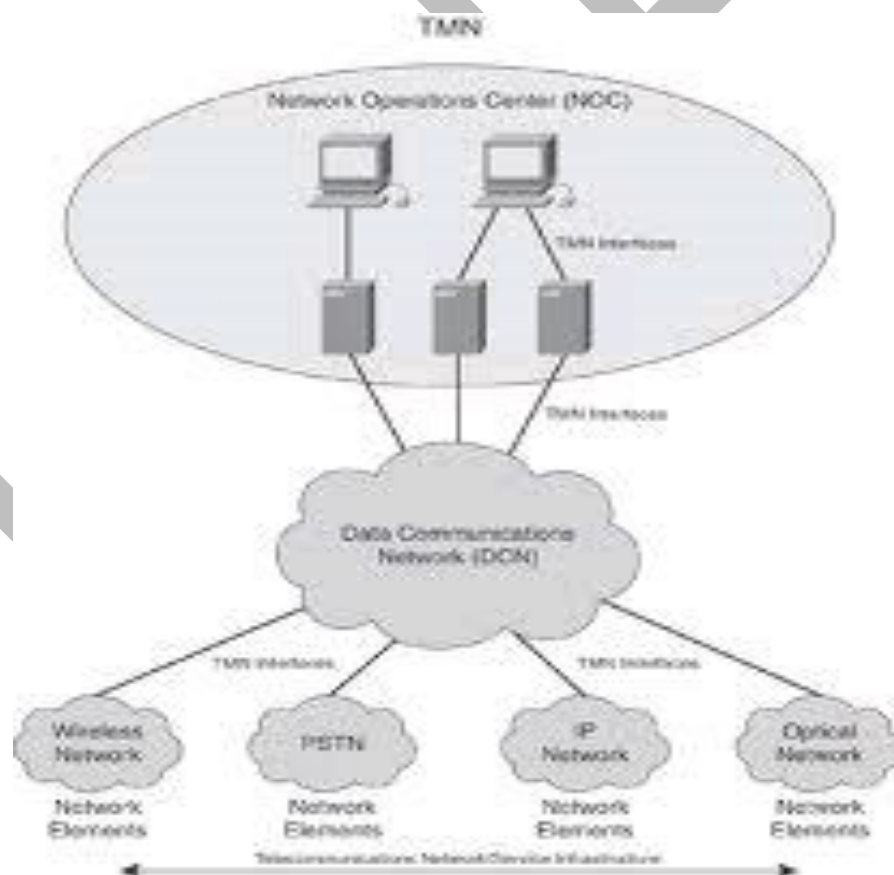 TMN
Network Operations Center (NOC)
TMN Interfaces
TMN Interfaces
Data Communications
Network (DCN)
TMN Interfaces
TMN Interfaces
Wireless
Network
PSTN
IP
Network
Optical
Network
Network
Elements
Network
Elements
Network
Elements
Network
Elements
Telecommunications Network/Service Infrastructure